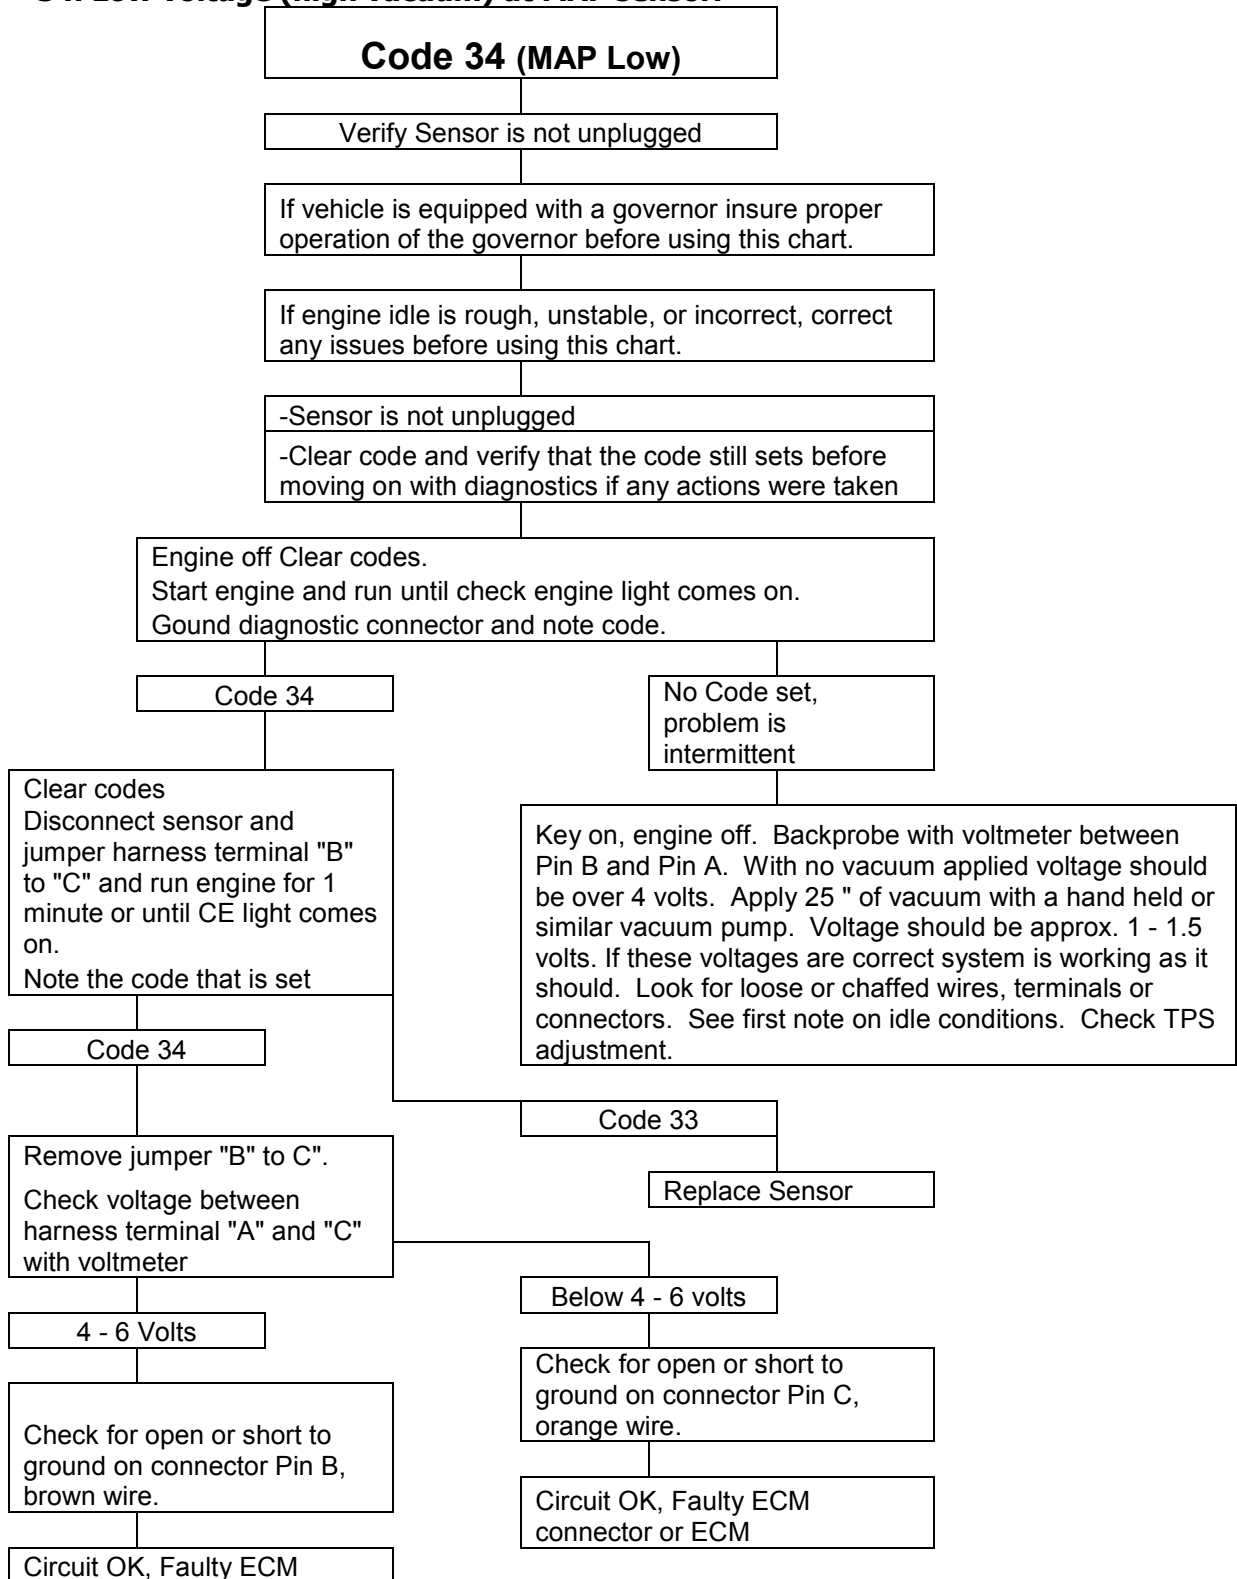 Code 34 (MAP Low)
Verify Sensor is not unplugged
If vehicle is equipped with a governor insure proper
operation of the governor before using this chart.
If engine idle is rough, unstable, or incorrect, correct
any issues before using this chart.
-Sensor is not unplugged
-Clear code and verify that the code still sets before
moving on with diagnostics if any actions were taken
Engine off Clear codes.
Start engine and run until check engine light comes on.
Gound diagnostic connector and note code.
Code 34
No Code set,
problem is
intermittent
Clear codes
Disconnect sensor and
jumper harness terminal "B"
to "C" and run engine for 1
minute or until CE light comes
on.
Note the code that is set
Key on, engine off.  Backprobe with voltmeter between
Pin B and Pin A.  With no vacuum applied voltage should
be over 4 volts.  Apply 25 " of vacuum with a hand held or
similar vacuum pump.  Voltage should be approx. 1 - 1.5
volts. If these voltages are correct system is working as it
should.  Look for loose or chaffed wires, terminals or
connectors.  See first note on idle conditions.  Check TPS
adjustment.
Code 34
Code 33
Replace Sensor
Remove jumper "B" to C".
Check voltage between
harness terminal "A" and "C"
with voltmeter
Below 4 - 6 volts
4 - 6 Volts
Check for open or short to
ground on connector Pin C,
orange wire.
Check for open or short to
ground on connector Pin B,
brown wire.
Circuit OK, Faulty ECM
connector or ECM
Circuit OK, Faulty ECM